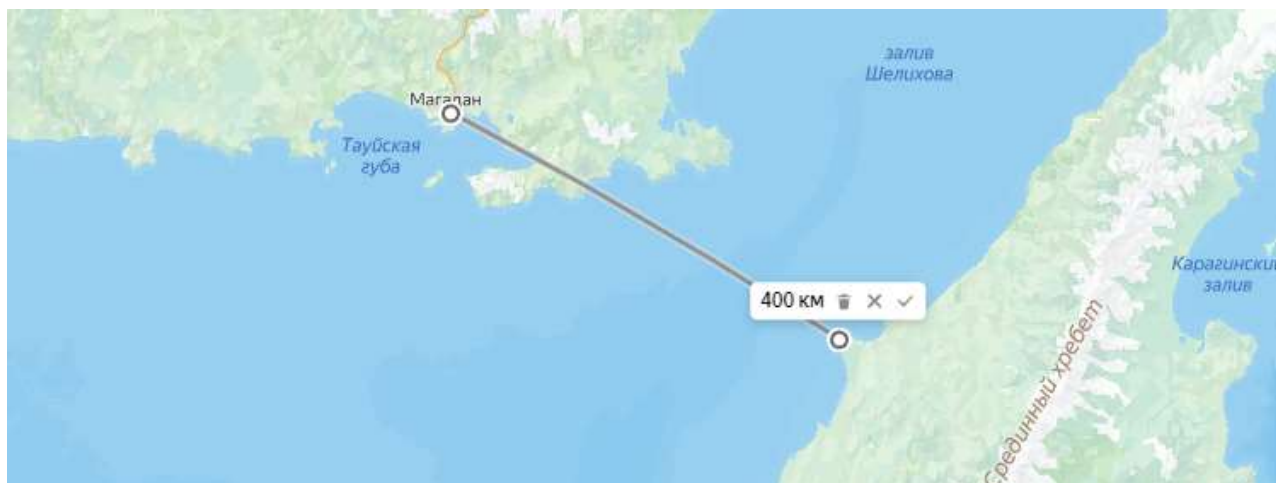 залив
Шелихова
Магадан
Тауйская
губа
Карагинский
залив
400 км
Срединный хребет